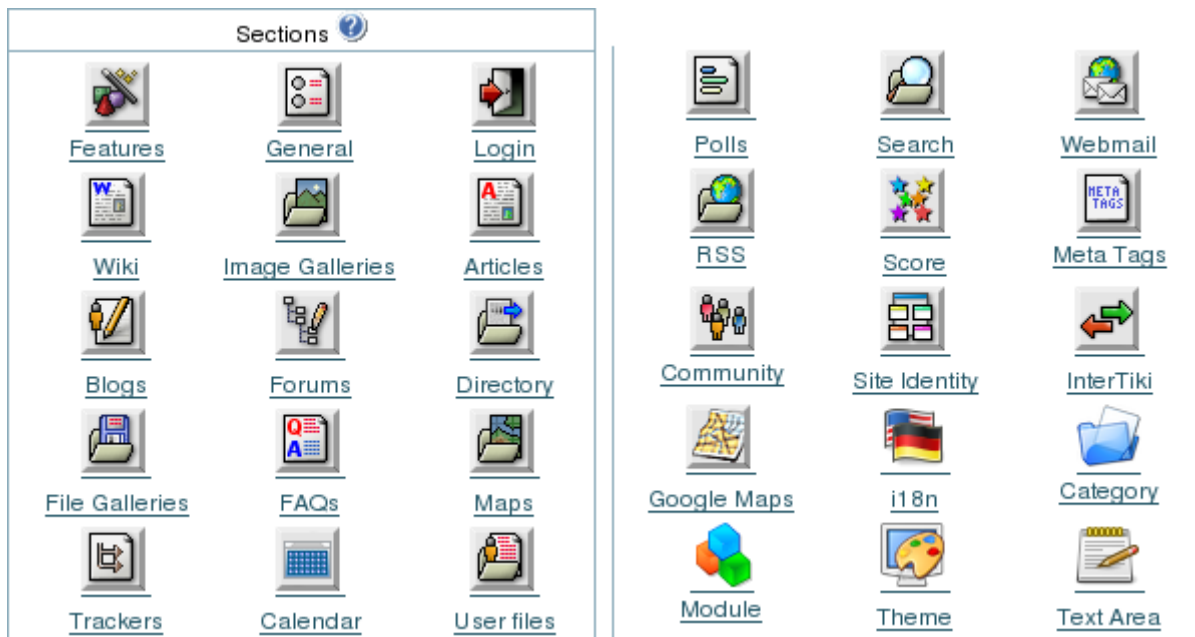 Sections ?
Features General Login
W A
Wiki Image Galleries Articles
Blogs Forums Directory
Q A
File Galleries FAQs Maps
Trackers Calendar User files
Polls Search Webmail
META TAGS
RSS Score Meta Tags
Community Site Identity InterTiki
Google Maps i18n Category
Module Theme Text Area